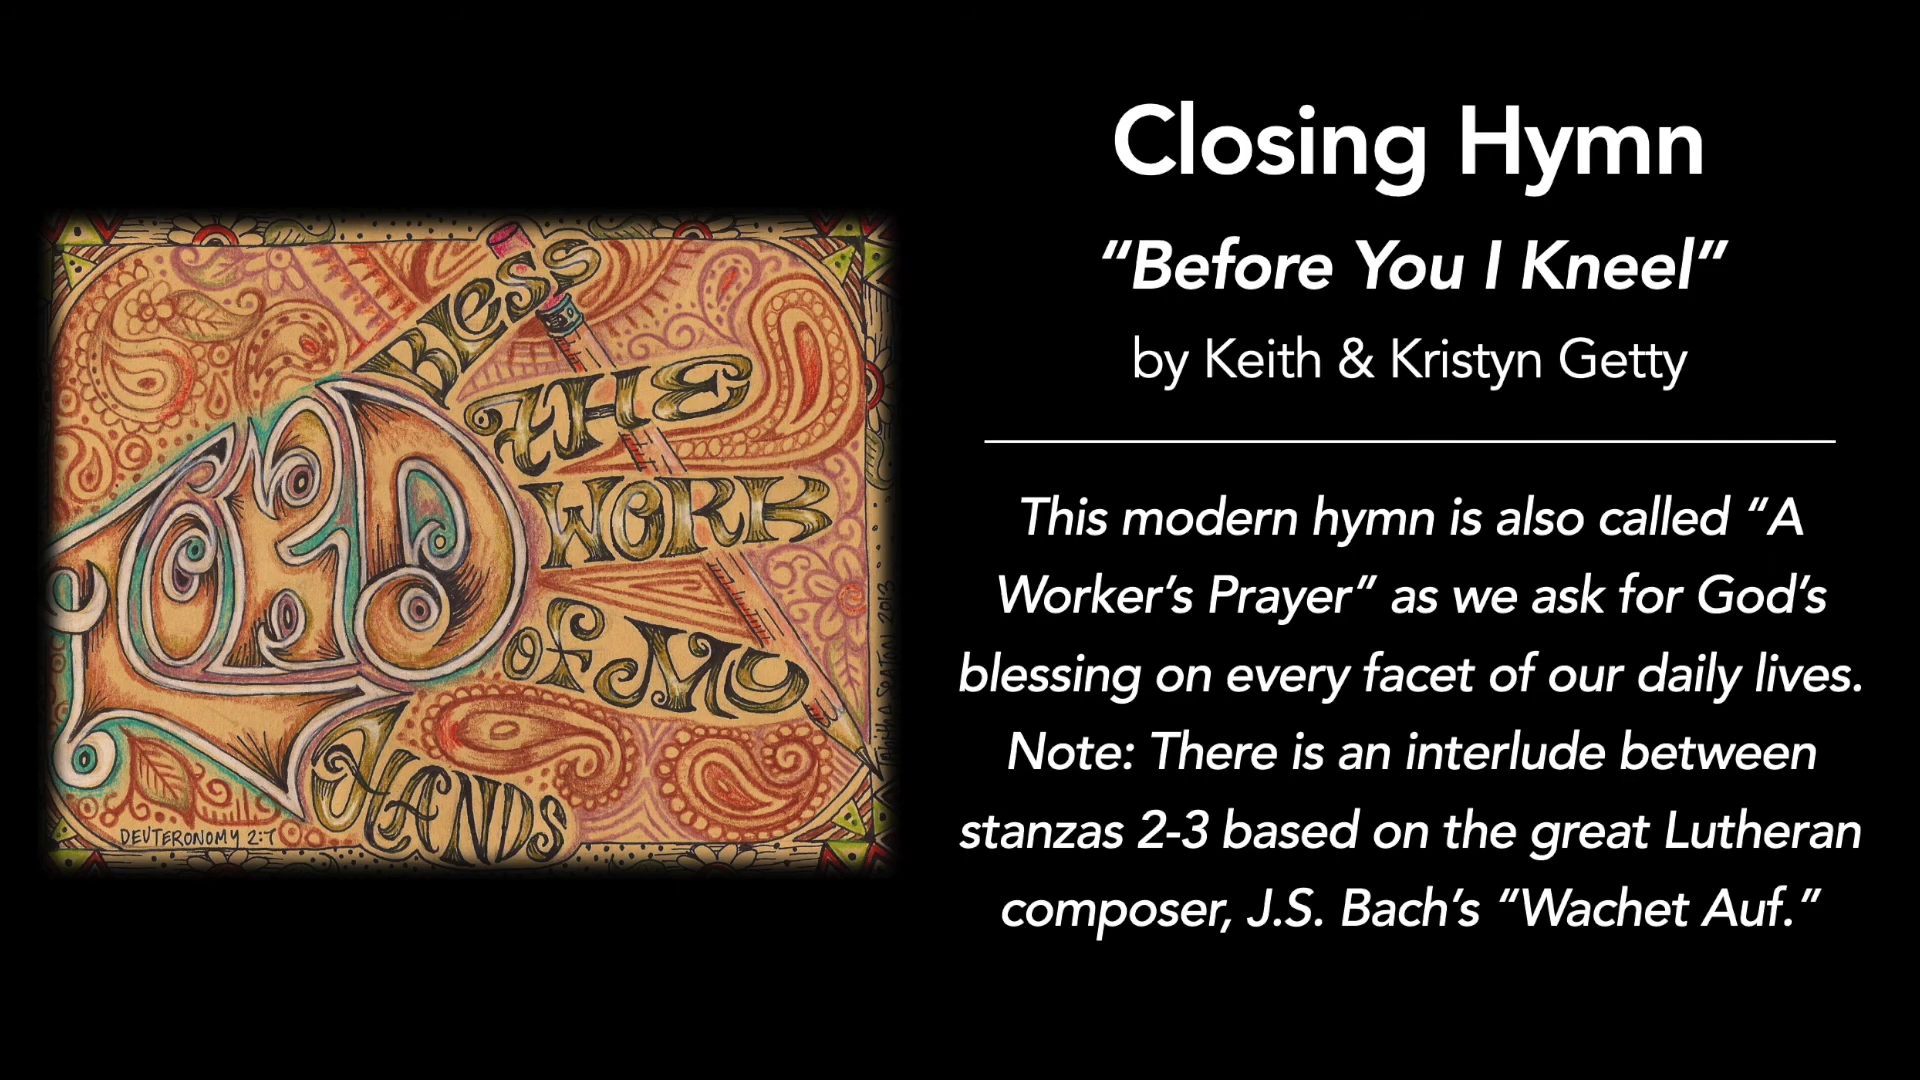 LORD
Bless
THE
WORK
of MY
HANDS
DEUTERONOMY 2:7
Closing Hymn
“Before You I Kneel”
by Keith & Kristyn Getty
This modern hymn is also called “A
Worker’s Prayer” as we ask for God’s
blessing on every facet of our daily lives.
Note: There is an interlude between
stanzas 2-3 based on the great Lutheran
composer, J.S. Bach’s “Wachet Auf.”